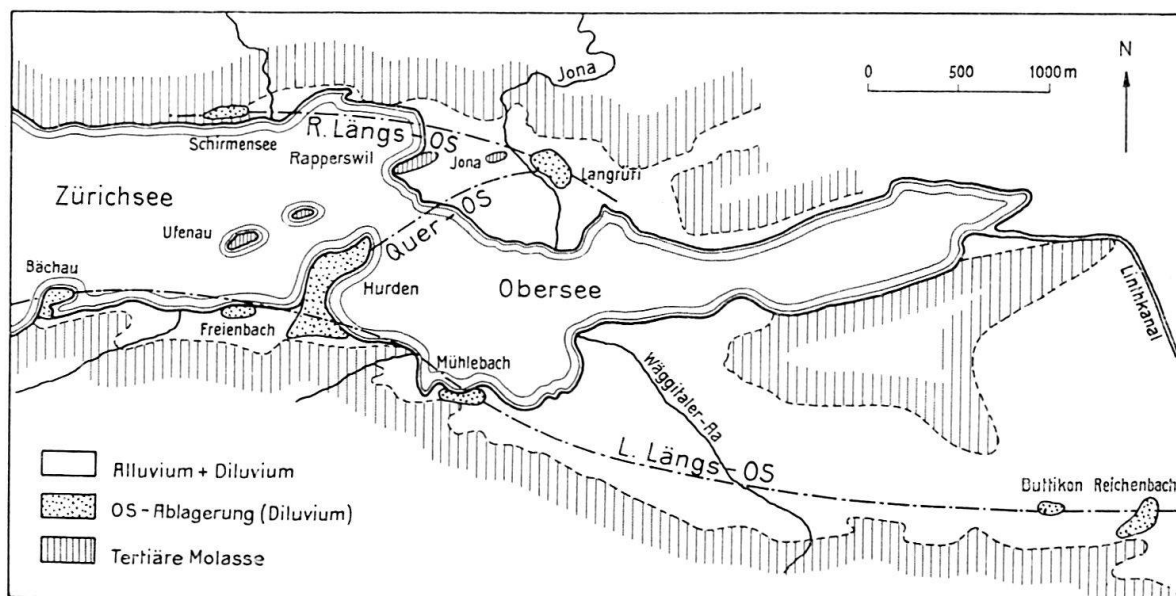 Jona
N
0 500 1000m
Schirmensee
R. Längs OS
Rapperswil
Jona
Langrüti
Zürichsee
Quer-OS
Ufenau
Bächau
Hurden
Obersee
Freienbach
Linthkanal
Mühlebach
Wäggitaler-Aa
L. Längs-OS
Buttikon Reichenbach
Alluvium + Diluvium
OS-Ablagerung (Diluvium)
Tertiäre Molasse